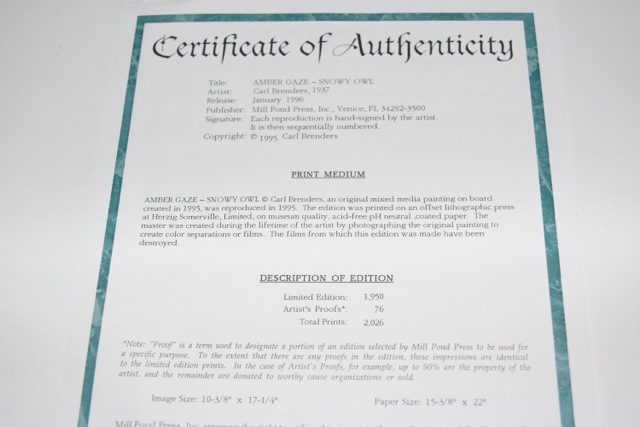 Certificate of Authenticity
Title: AMBER GAZE – SNOWY OWL
Artist: Carl Brenders, 1937
Release: January 1996
Publisher: Mill Pond Press, Inc., Venice, FL 34292-3500
Signature: Each reproduction is hand-signed by the artist.
It is then sequentially numbered.
Copyright: © 1995 Carl Brenders
PRINT MEDIUM
AMBER GAZE – SNOWY OWL © Carl Brenders, an original mixed media painting on board
created in 1995, was reproduced in 1995. The edition was printed on an offset lithographic press
at Herzig Somerville, Limited, on museum quality, acid-free pH neutral ,coated paper. The
master was created during the lifetime of the artist by photographing the original painting to
create color separations or films. The films from which this edition was made have been
destroyed.
DESCRIPTION OF EDITION
Limited Edition: 1,950
Artist's Proofs*: 76
Total Prints: 2,026
*Note: "Proof" is a term used to designate a portion of an edition selected by Mill Pond Press to be used for
a specific purpose. To the extent that there are any proofs in the edition, these impressions are identical
to the limited edition prints. In the case of Artist's Proofs, for example, up to 50% are the property of the
artist, and the remainder are donated to worthy cause organizations or sold.
Image Size: 10-3/8" x 17-1/4" Paper Size: 15-3/8" x 22"
Mill Pond Press, Inc.